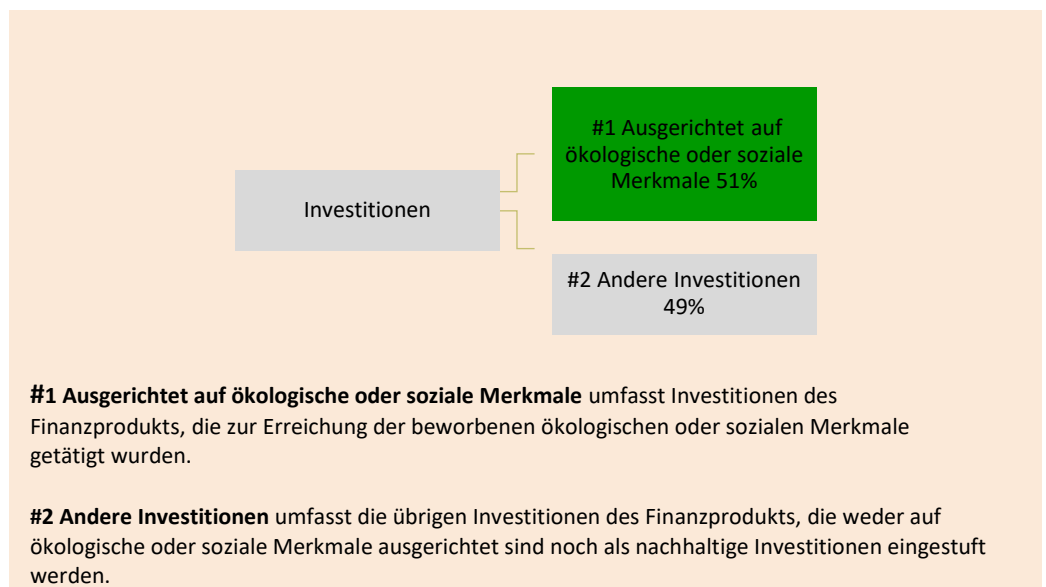 #1 Ausgerichtet auf
ökologische oder soziale
Merkmale 51%
Investitionen
#2 Andere Investitionen
49%
#1 Ausgerichtet auf ökologische oder soziale Merkmale umfasst Investitionen des
Finanzprodukts, die zur Erreichung der beworbenen ökologischen oder sozialen Merkmale
getätigt wurden.
#2 Andere Investitionen umfasst die übrigen Investitionen des Finanzprodukts, die weder auf
ökologische oder soziale Merkmale ausgerichtet sind noch als nachhaltige Investitionen eingestuft
werden.